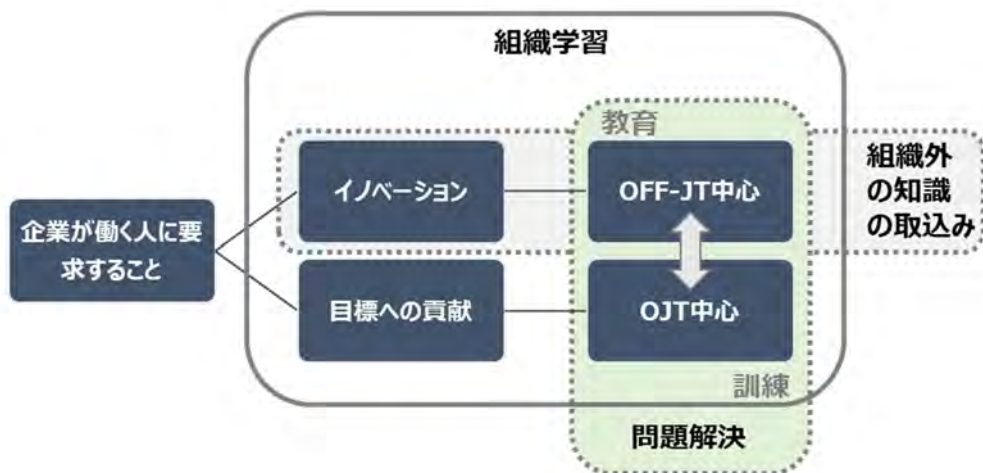 組織学習
教育
イノベーション
OFF-JT中心
組織外
の知識
の取込み
企業が働く人に要
求すること
目標への貢献
OJT中心
訓練
問題解決